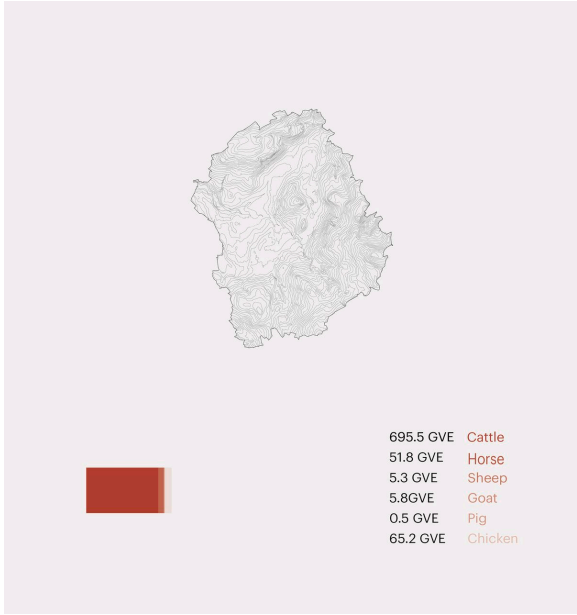 695.5 GVE Cattle
51.8 GVE Horse
5.3 GVE Sheep
5.8GVE Goat
0.5 GVE Pig
65.2 GVE Chicken